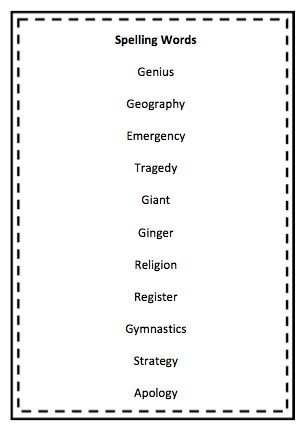 Spelling Words
Genius
Geography
Emergency
Tragedy
Giant
Ginger
Religion
Register
Gymnastics
Strategy
Apology